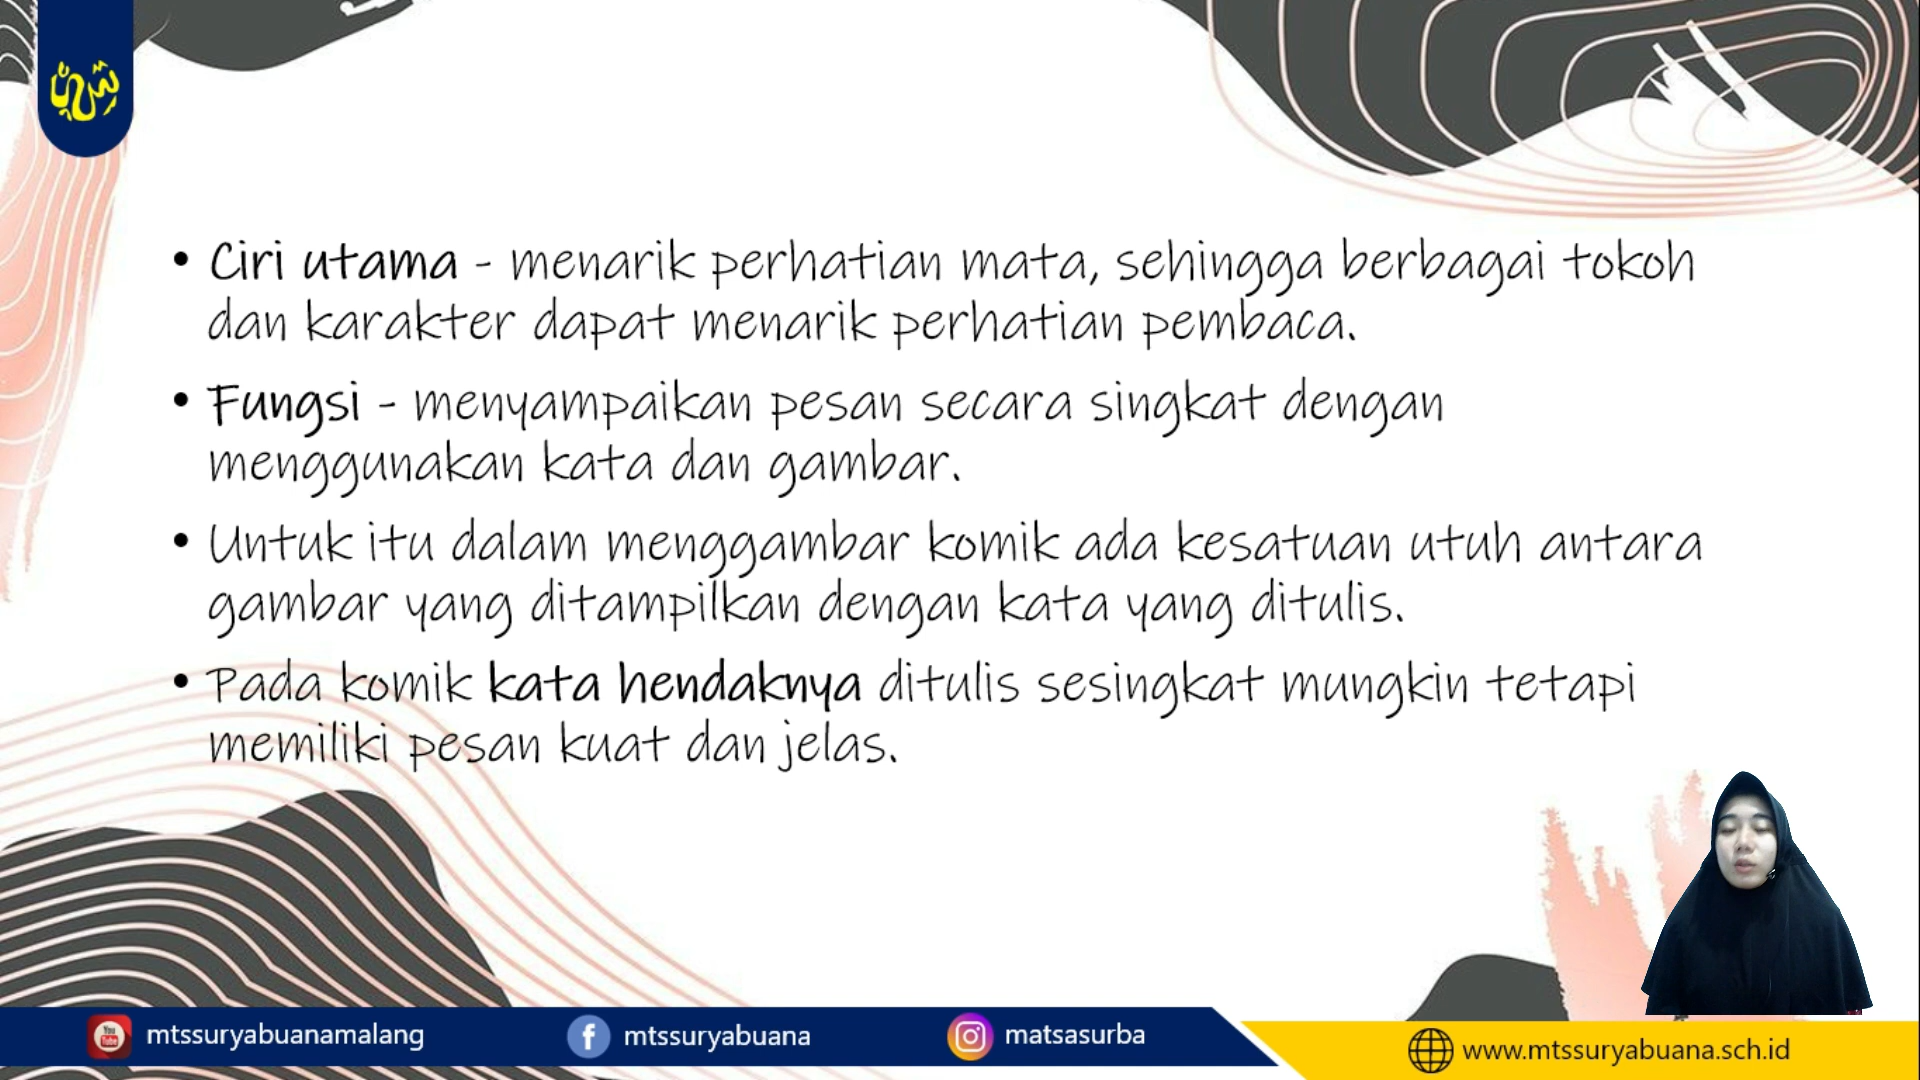 • Ciri utama - menarik perhatian mata, sehingga berbagai tokoh
dan karakter dapat menarik perhatian pembaca.
• Fungsi - menyampaikan pesan secara singkat dengan
menggunakan kata dan gambar.
• Untuk itu dalam menggambar komik ada kesatuan utuh antara
gambar yang ditampilkan dengan kata yang ditulis.
• Pada komik kata hendaknya ditulis sesingkat mungkin tetapi
memiliki pesan kuat dan jelas.
You Tube mtssuryabuanamalang
f mtssuryabuana
matsasurba
www.mtssuryabuana.sch.id